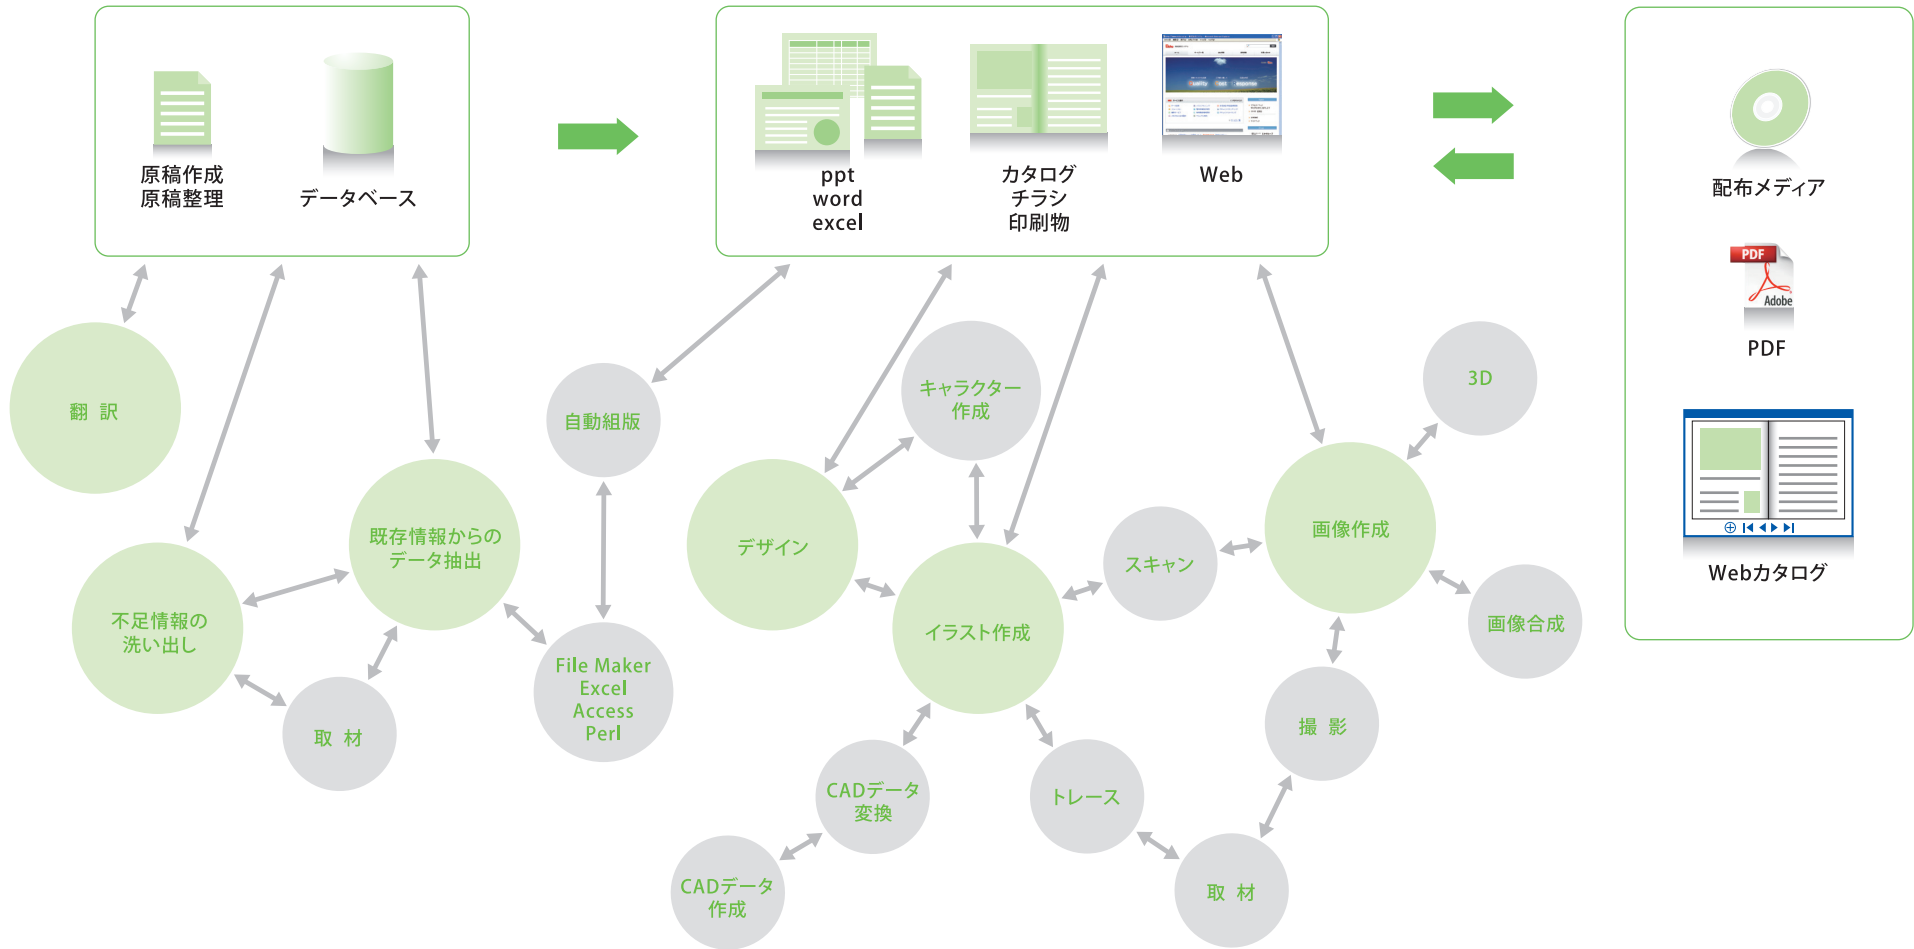 原稿作成
原稿整理
データベース
ppt
word
excel
カタログ
チラシ
印刷物
Web
配布メディア
PDF
Adobe
PDF
Webカタログ
翻 訳
自動組版
キャラクター
作成
3D
既存情報からの
データ抽出
デザイン
スキャン
画像作成
不足情報の
洗い出し
イラスト作成
画像合成
File Maker
Excel
Access
Perl
取 材
撮 影
CADデータ
変換
トレース
CADデータ
作成
取 材